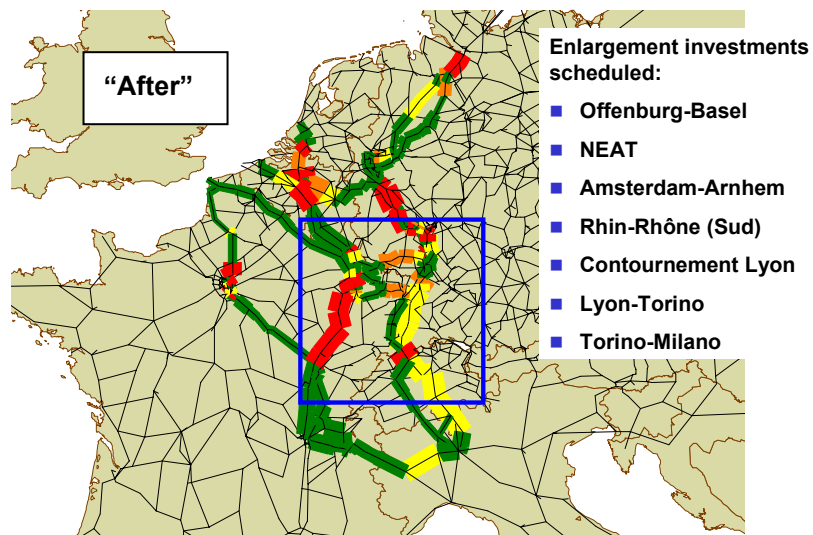 “After”
Enlargement investments
scheduled:
■ Offenburg-Basel
■ NEAT
■ Amsterdam-Arnhem
■ Rhin-Rhône (Sud)
■ Contournement Lyon
■ Lyon-Torino
■ Torino-Milano